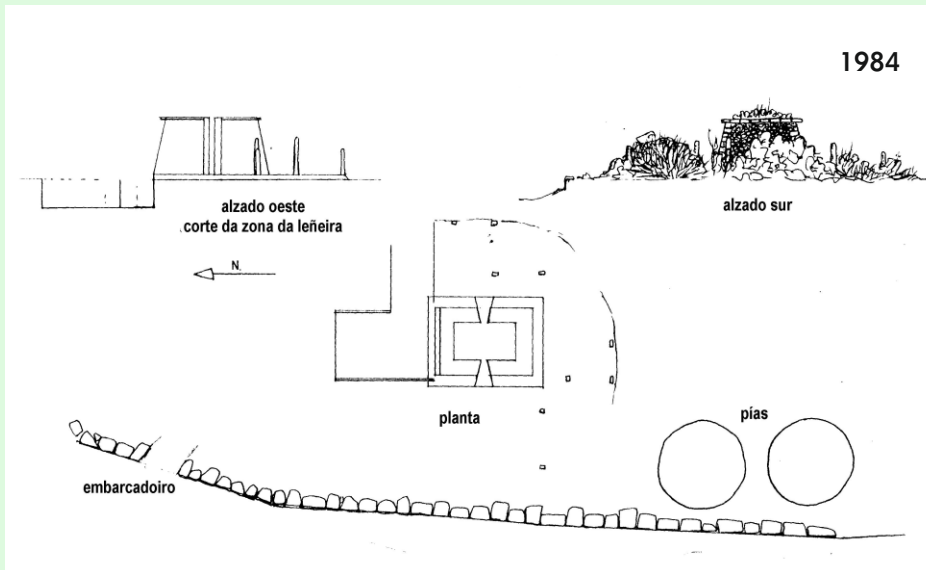 1984
alzado oeste
corte da zona da leñeira
alzado sur
N.
planta
pías
embarcadoiro